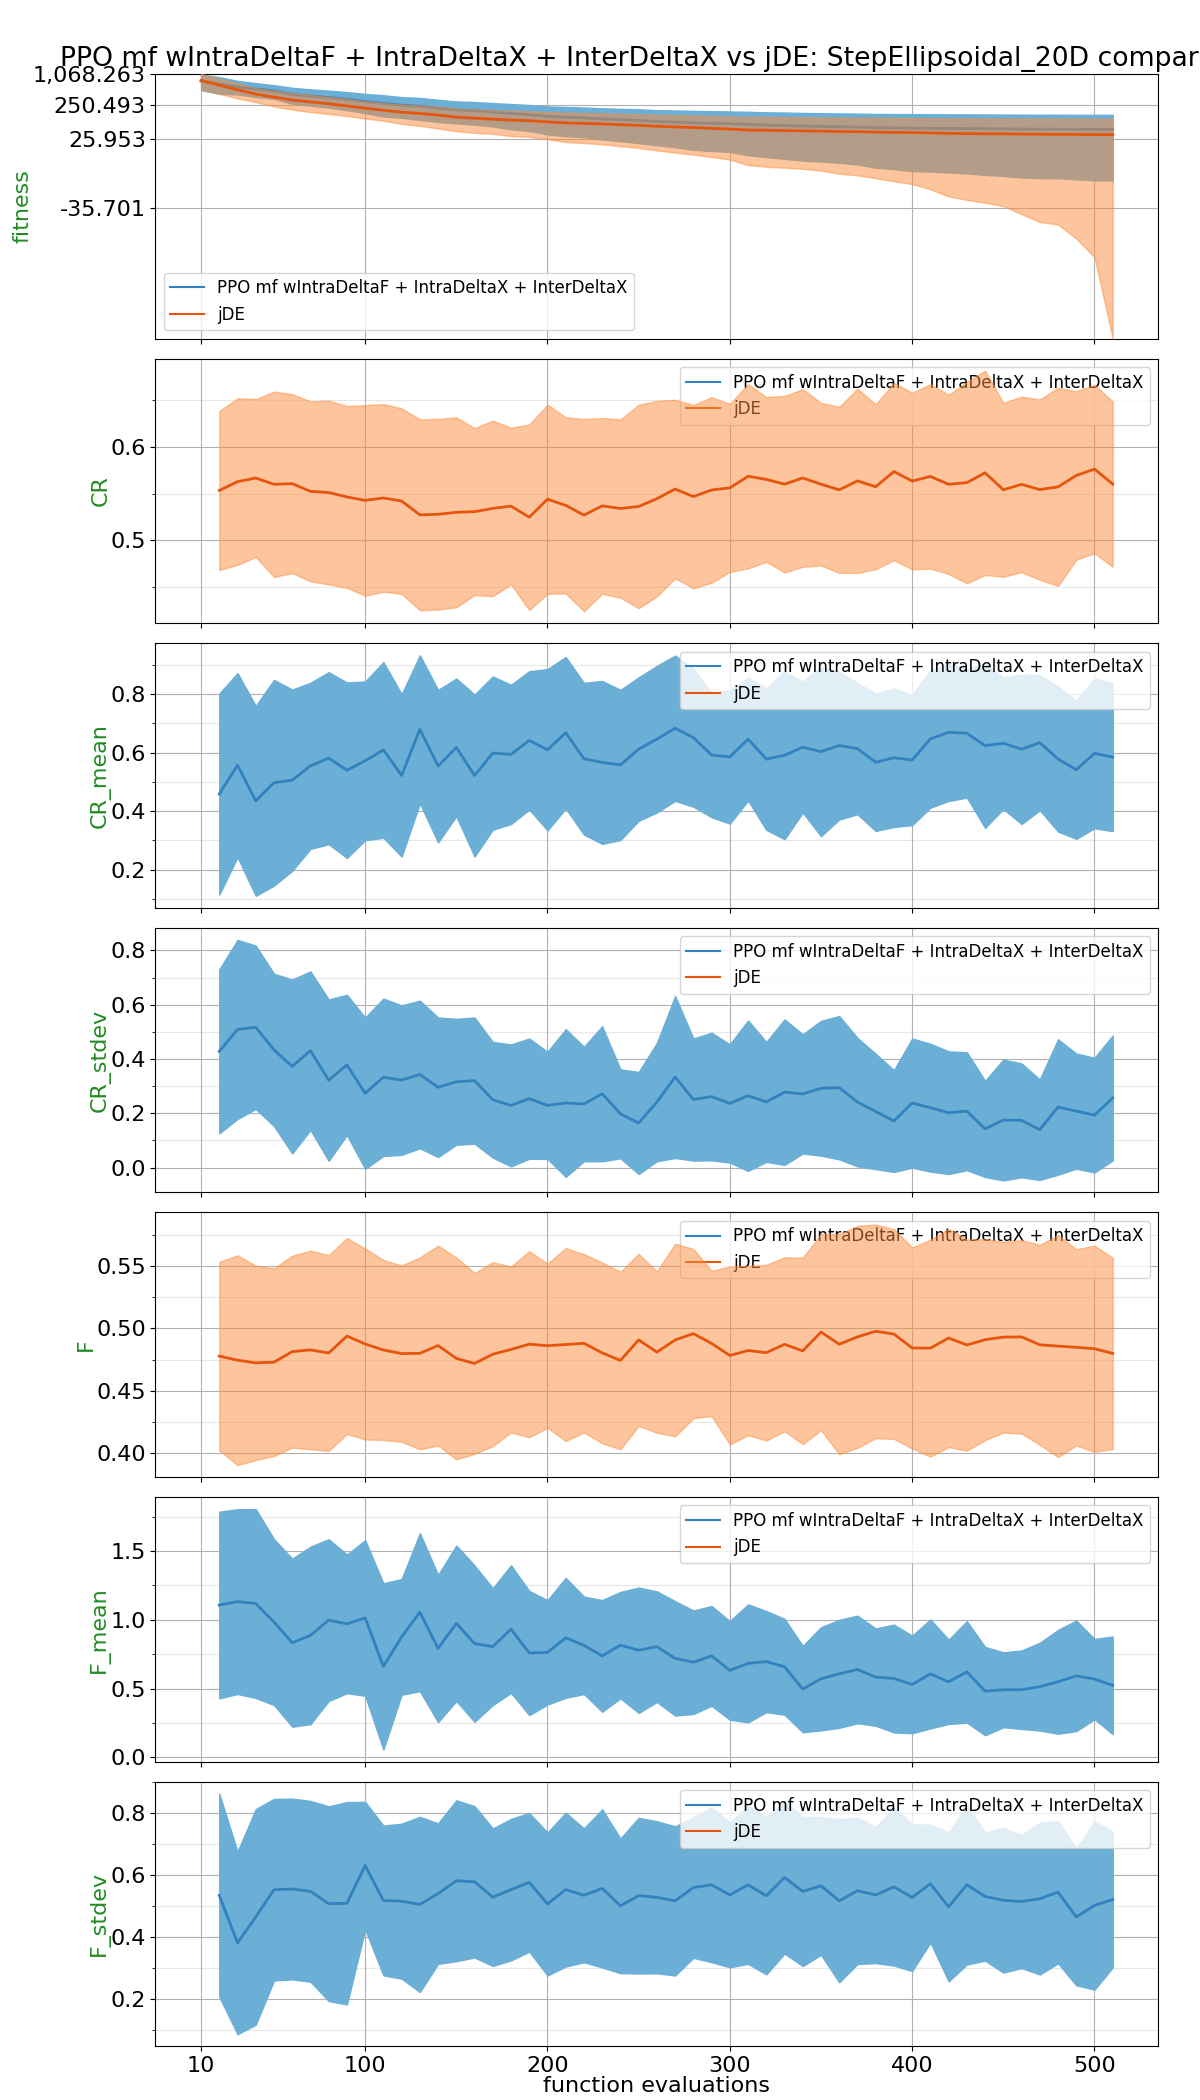 PPO mf wIntraDeltaF + IntraDeltaX + InterDeltaX vs jDE: StepEllipsoidal_20D compar
1,068.263
250.493
25.953
-35.701
fitness
PPO mf wIntraDeltaF + IntraDeltaX + InterDeltaX
jDE
0.6
0.5
CR
PPO mf wIntraDeltaF + IntraDeltaX + InterDeltaX
jDE
0.8
0.6
0.4
0.2
CR_mean
PPO mf wIntraDeltaF + IntraDeltaX + InterDeltaX
jDE
0.8
0.6
0.4
0.2
0.0
CR_stdev
PPO mf wIntraDeltaF + IntraDeltaX + InterDeltaX
jDE
0.55
0.50
0.45
0.40
F
PPO mf wIntraDeltaF + IntraDeltaX + InterDeltaX
jDE
1.5
1.0
0.5
0.0
F_mean
PPO mf wIntraDeltaF + IntraDeltaX + InterDeltaX
jDE
0.8
0.6
0.4
0.2
F_stdev
PPO mf wIntraDeltaF + IntraDeltaX + InterDeltaX
jDE
10 100 200 300 400 500
function evaluations